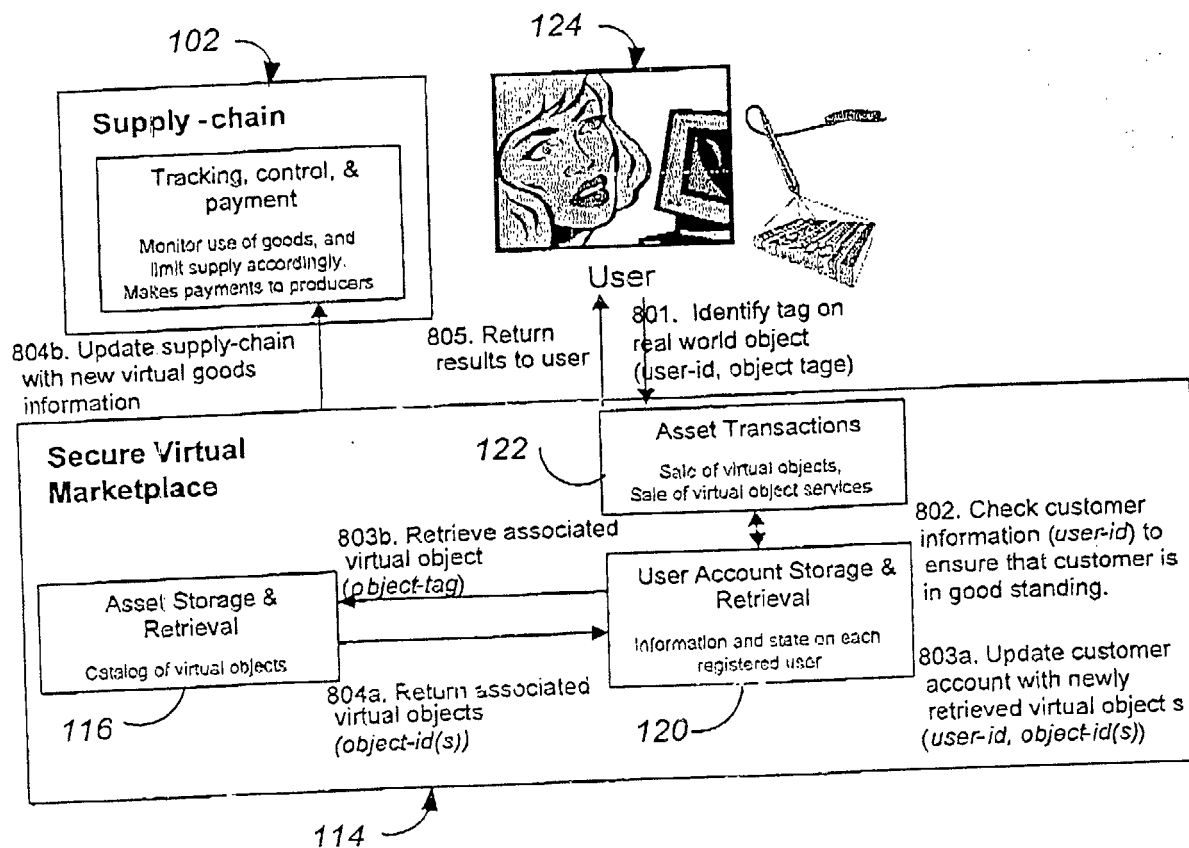 102
124
Supply-chain
Tracking, control, &
payment
Monitor use of goods, and
limit supply accordingly.
Makes payments to producers
User
804b. Update supply-chain
with new virtual goods
information
805. Return
results to user
801. Identify tag on
real world object
(user-id, object tage)
Secure Virtual
Marketplace
122
Asset Transactions
Sale of virtual objects,
Sale of virtual object services
803b. Retrieve associated
virtual object
(object-tag)
802. Check customer
information (user-id) to
ensure that customer is
in good standing.
Asset Storage &
Retrieval
Catalog of virtual objects
User Account Storage &
Retrieval
Information and state on each
registered user
804a. Return associated
virtual objects
(object-id(s))
803a. Update customer
account with newly
retrieved virtual object s
(user-id, object-id(s))
116
120
114